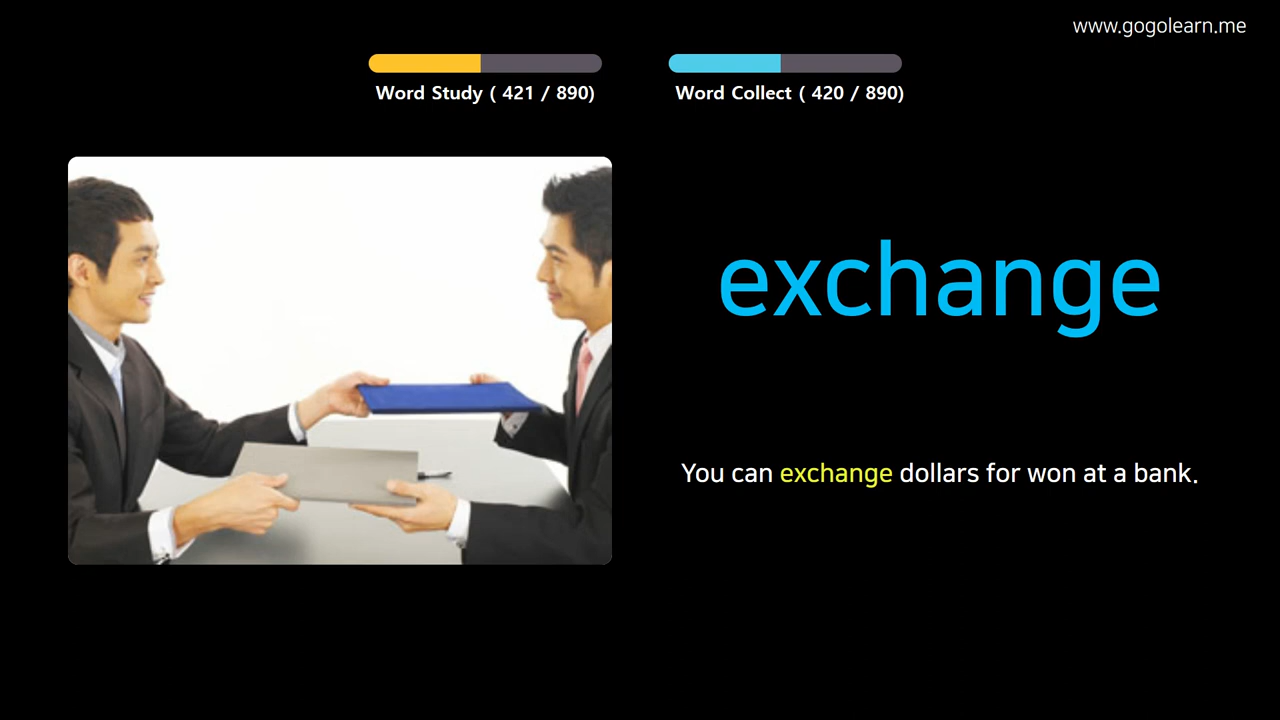 www.gogolearn.me
Word Study ( 421 / 890)
Word Collect ( 420 / 890)
exchange
You can exchange dollars for won at a bank.